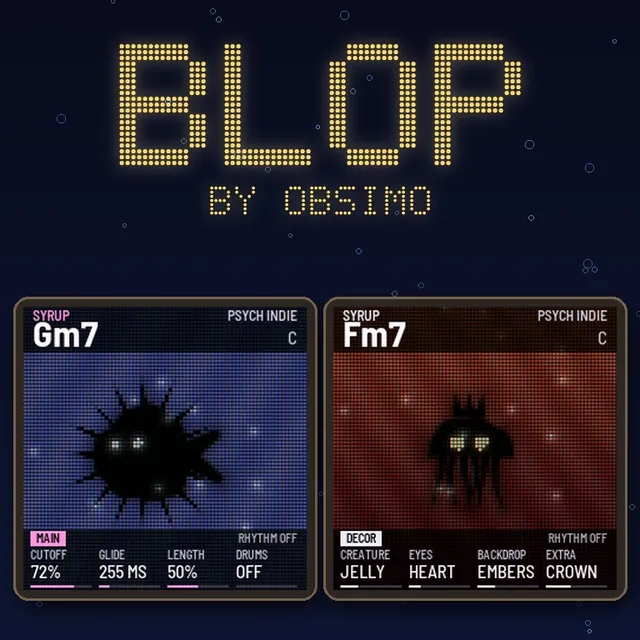 BLOP
BY OBSIMO
SYRUP PSYCH INDIE
Gm7 C
MAIN RHYTHM OFF
CUTOFF GLIDE LENGTH DRUMS
72% 255 MS 50% OFF
SYRUP PSYCH INDIE
Fm7 C
DECOR RHYTHM OFF
CREATURE EYES BACKDROP EXTRA
JELLY HEART EMBERS CROWN